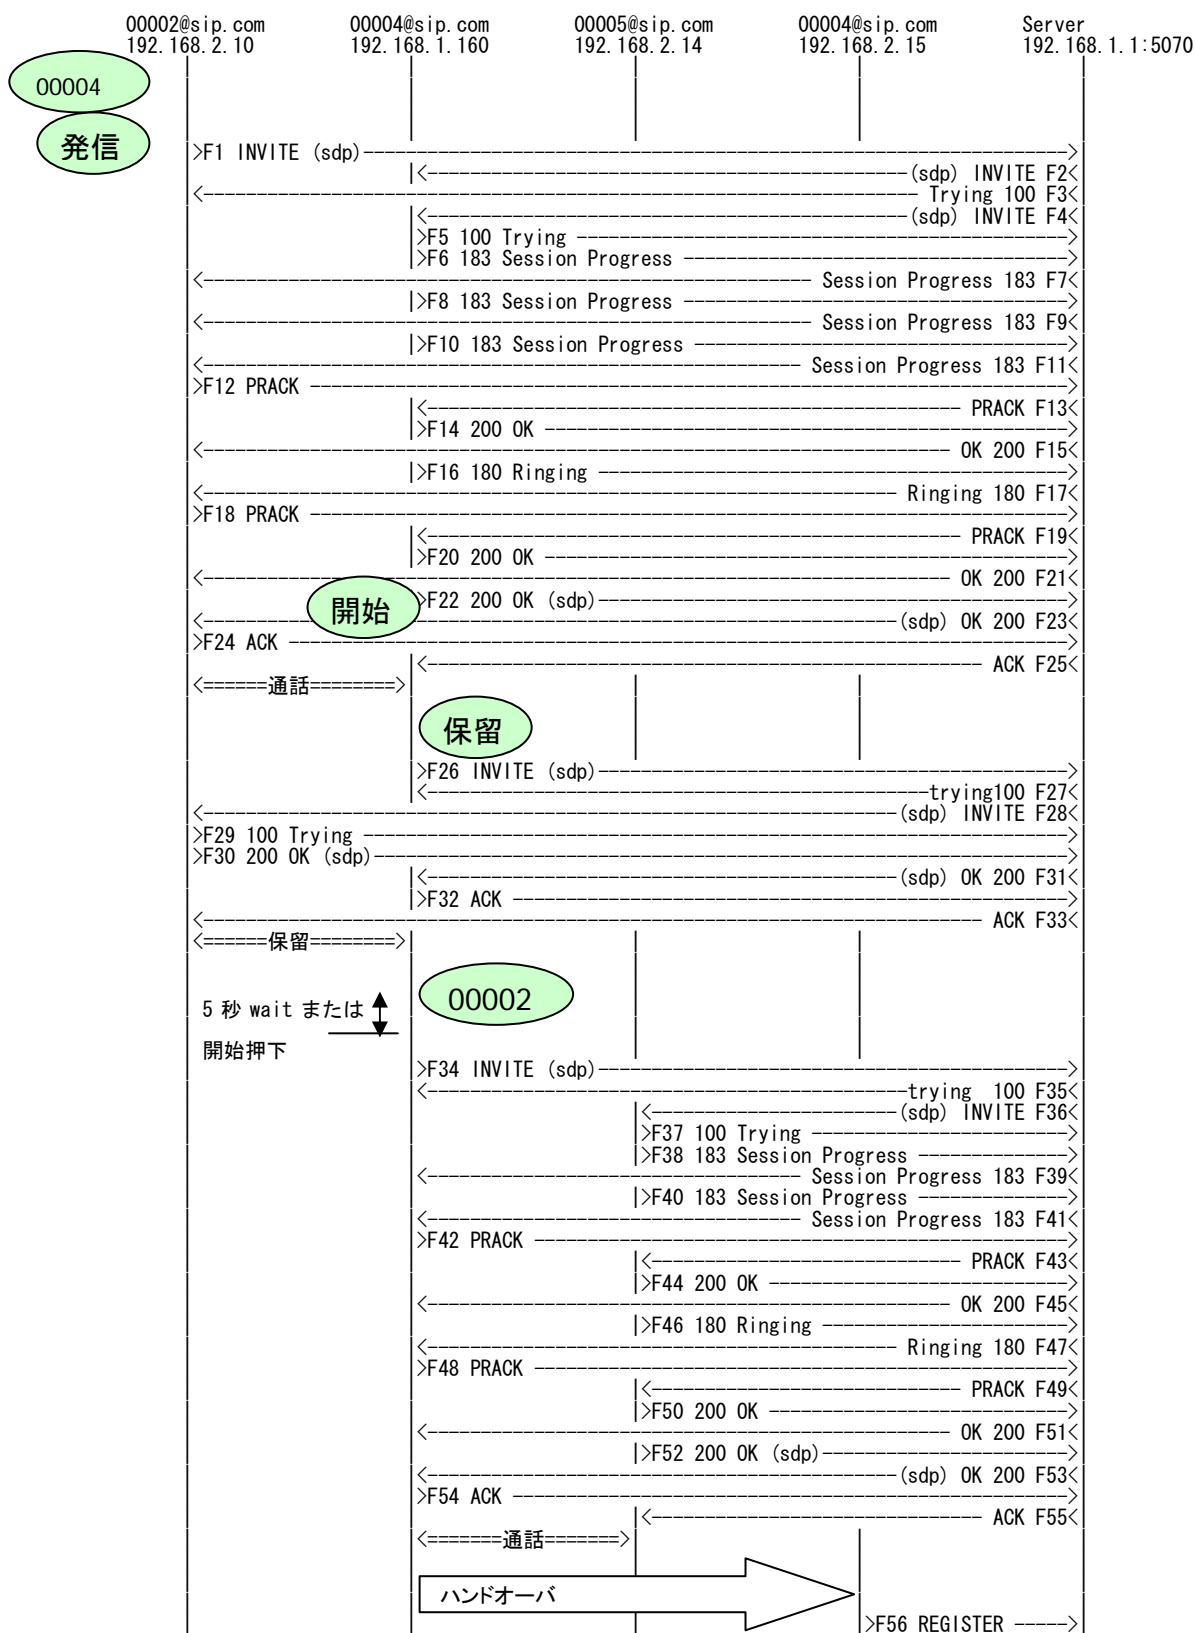 00002@sip.com 00004@sip.com 00005@sip.com 00004@sip.com Server
192.168.2.10 192.168.1.160 192.168.2.14 192.168.2.15 192.168.1.1:5070
00004
発信
>F1 INVITE (sdp)------------------------------------------------------------------>
|<---------------------------------------------(sdp) INVITE F2<
<------------------------------------------------------------------- Trying 100 F3<
|<---------------------------------------------(sdp) INVITE F4<
>F5 100 Trying ---------------------------------------------->
|>F6 183 Session Progress ------------------------------------>
<--------------------------------------------------------- Session Progress 183 F7<
|>F8 183 Session Progress ------------------------------------>
<--------------------------------------------------------- Session Progress 183 F9<
|>F10 183 Session Progress ----------------------------------->
<-------------------------------------------------------- Session Progress 183 F11<
>F12 PRACK ----------------------------------------------------------------------->
|<-------------------------------------------------- PRACK F13<
|>F14 200 OK ------------------------------------------------->
<---------------------------------------------------------------------- OK 200 F15<
|>F16 180 Ringing -------------------------------------------->
<----------------------------------------------------------------- Ringing 180 F17<
>F18 PRACK ----------------------------------------------------------------------->
|<-------------------------------------------------- PRACK F19<
|>F20 200 OK ------------------------------------------------->
<---------------------------------------------------------------------- OK 200 F21<
開始 >F22 200 OK (sdp)-------------------------------------------->
<-----------------------------------------------------------------(sdp) OK 200 F23<
>F24 ACK ------------------------------------------------------------------------->
|<---------------------------------------------------- ACK F25<
<======通話========>
保留
>F26 INVITE (sdp)-------------------------------------------->
<-----------------------------------------------trying100 F27<
<-----------------------------------------------------------------(sdp) INVITE F28<
>F29 100 Trying ------------------------------------------------------------------>
>F30 200 OK (sdp)----------------------------------------------------------------->
|<--------------------------------------------(sdp) OK 200 F31<
|>F32 ACK ---------------------------------------------------->
<------------------------------------------------------------------------- ACK F33<
<======保留========>
00002
5 秒 wait または
開始押下
>F34 INVITE (sdp)-------------------------------------------->
<---------------------------------------------trying  100 F35<
|<-----------------------(sdp) INVITE F36<
|>F37 100 Trying ------------------------>
|>F38 183 Session Progress -------------->
<----------------------------------- Session Progress 183 F39<
|>F40 183 Session Progress -------------->
<----------------------------------- Session Progress 183 F41<
>F42 PRACK -------------------------------------------------->
|<----------------------------- PRACK F43<
|>F44 200 OK ---------------------------->
<------------------------------------------------- OK 200 F45<
|>F46 180 Ringing ----------------------->
<-------------------------------------------- Ringing 180 F47<
>F48 PRACK -------------------------------------------------->
|<----------------------------- PRACK F49<
|>F50 200 OK ---------------------------->
<------------------------------------------------- OK 200 F51<
|>F52 200 OK (sdp)----------------------->
<--------------------------------------------(sdp) OK 200 F53<
>F54 ACK ---------------------------------------------------->
|<------------------------------- ACK F55<
<=======通話=======>
ハンドオーバ
|>F56 REGISTER ----->